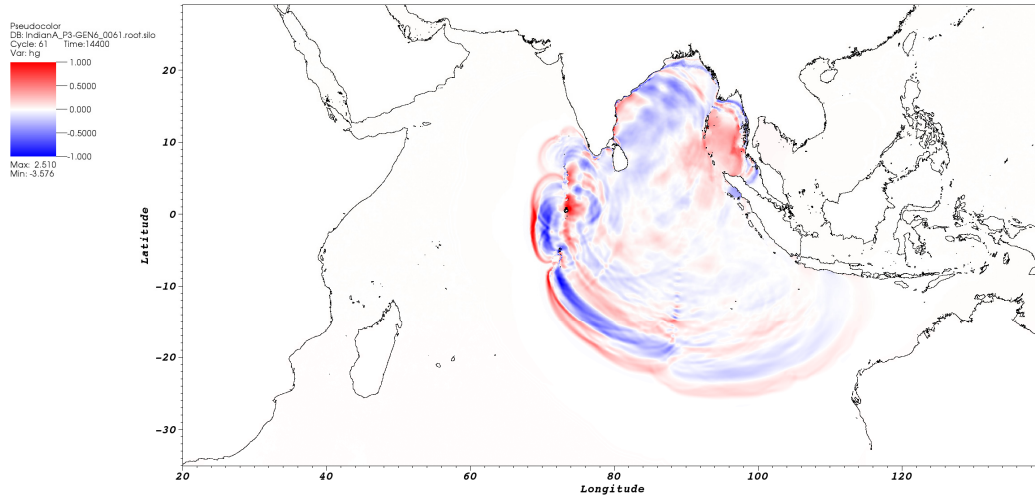 Pseudocolor
DB: IndianA_P3-GEN6_0061.root.silo
Cycle: 61 Time:14400
Var: hg
1.000
0.5000
0.000
-0.5000
-1.000
Max: 2.510
Min: -3.576
20
10
0
-10
-20
-30
Latitude
20 40 60 80 100 120
Longitude